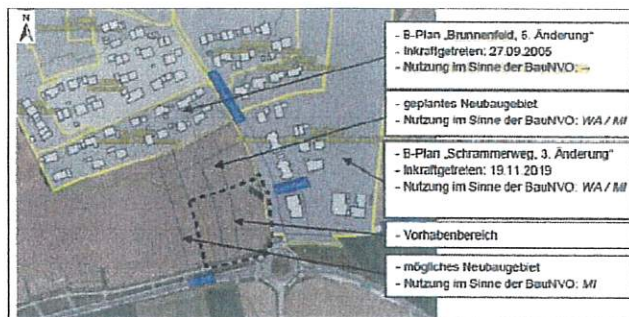 N
- B-Plan „Brunnenfeld, 5. Änderung"
- Inkraftgetreten: 27.09.2005
- Nutzung im Sinne der BauNVO: --
- geplantes Neubaugebiet
- Nutzung im Sinne der BauNVO: WA / MI
- B-Plan „Schrammerweg, 3. Änderung"
- Inkraftgetreten: 19.11.2019
- Nutzung im Sinne der BauNVO: WA / MI
- Vorhabenbereich
- mögliches Neubaugebiet
- Nutzung im Sinne der BauNVO: MI